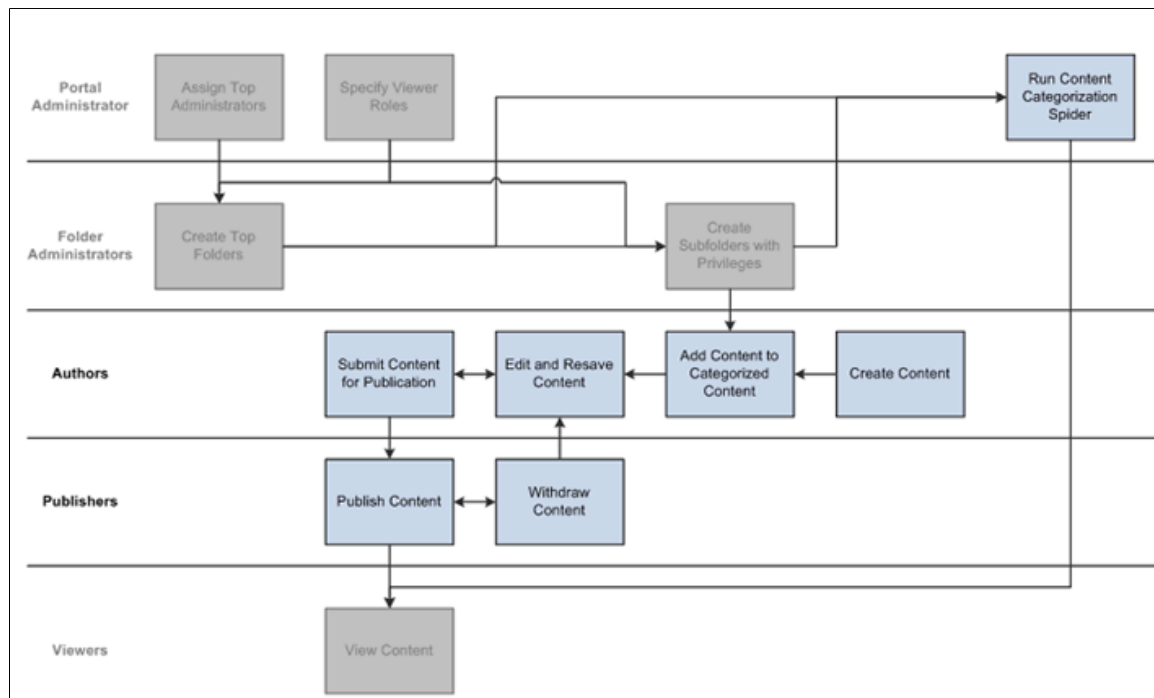 Portal
Administrator
Assign Top
Administrators
Specify Viewer
Roles
Run Content
Categorization
Spider
Folder
Administrators
Create Top
Folders
Create
Subfolders with
Privileges
Authors
Submit Content
for Publication
Edit and Resave
Content
Add Content to
Categorized
Content
Create Content
Publishers
Publish Content
Withdraw
Content
Viewers
View Content